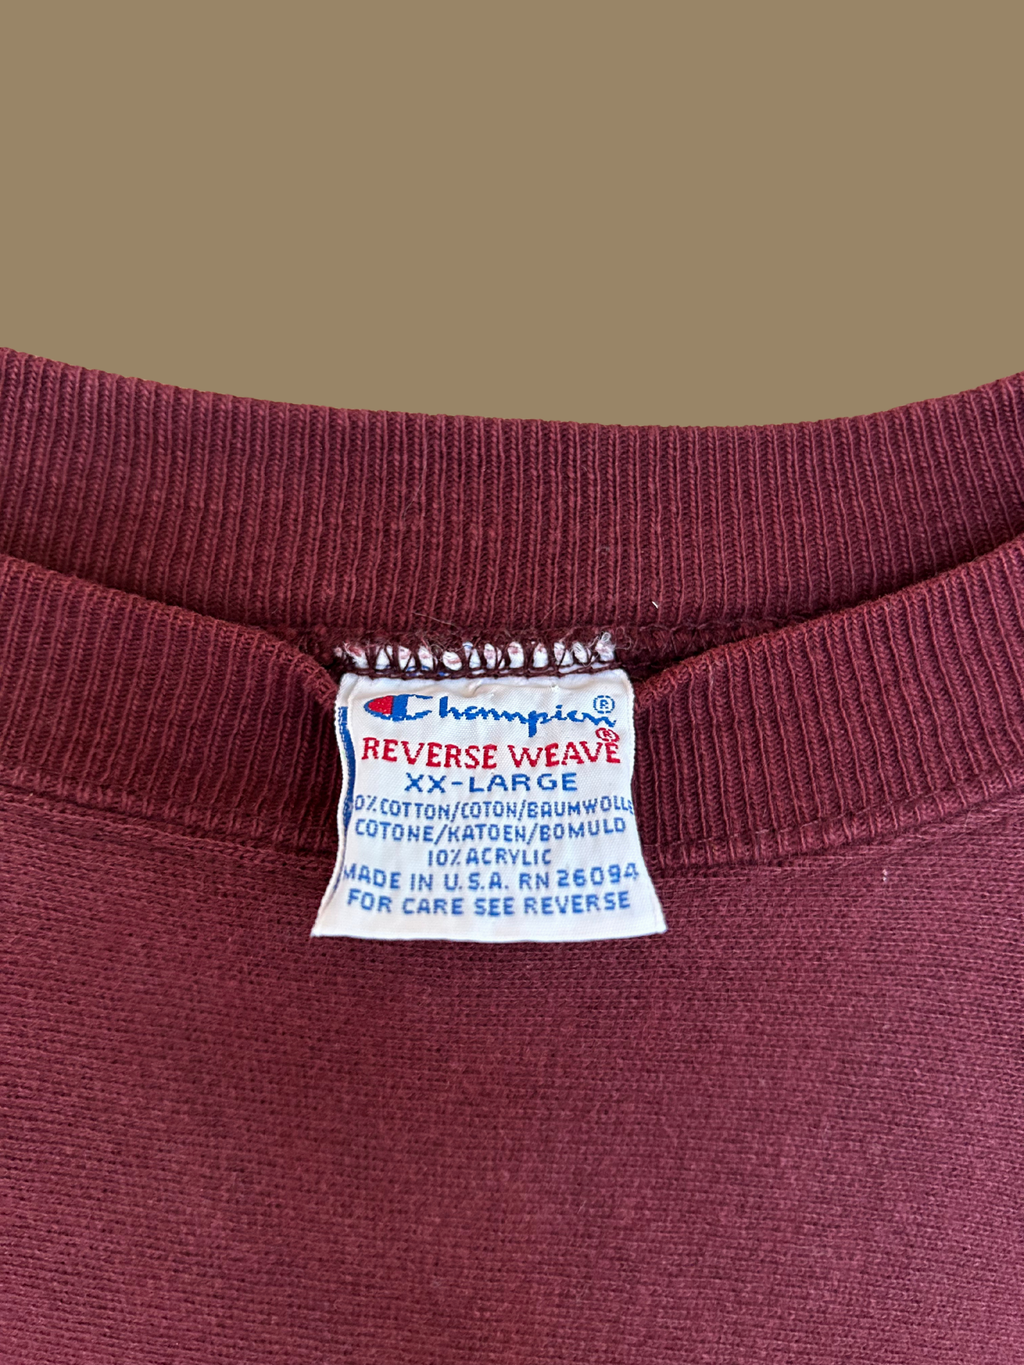 Champion®
REVERSE WEAVE®
XX-LARGE
0% COTTON/COTON/BAUMWOLLE
COTONE/KATOEN/BOMULD
10% ACRYLIC
MADE IN U.S.A. RN 26094
FOR CARE SEE REVERSE